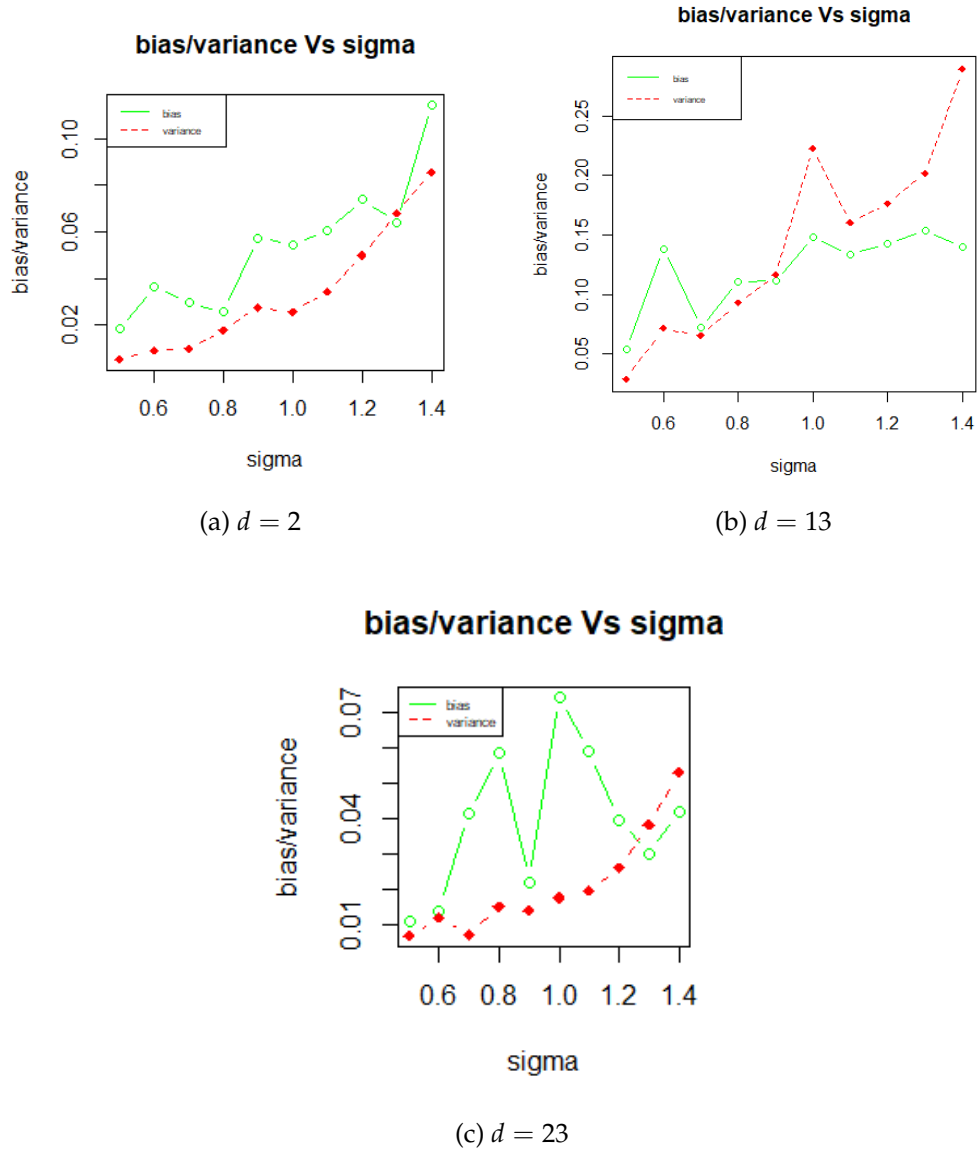 bias/variance Vs sigma
bias
variance
bias/variance
0.10
0.06
0.02
0.6 0.8 1.0 1.2 1.4
sigma
(a) d = 2
bias/variance Vs sigma
bias
variance
bias/variance
0.25
0.20
0.15
0.10
0.05
0.6 0.8 1.0 1.2 1.4
sigma
(b) d = 13
bias/variance Vs sigma
bias
variance
bias/variance
0.07
0.04
0.01
0.6 0.8 1.0 1.2 1.4
sigma
(c) d = 23